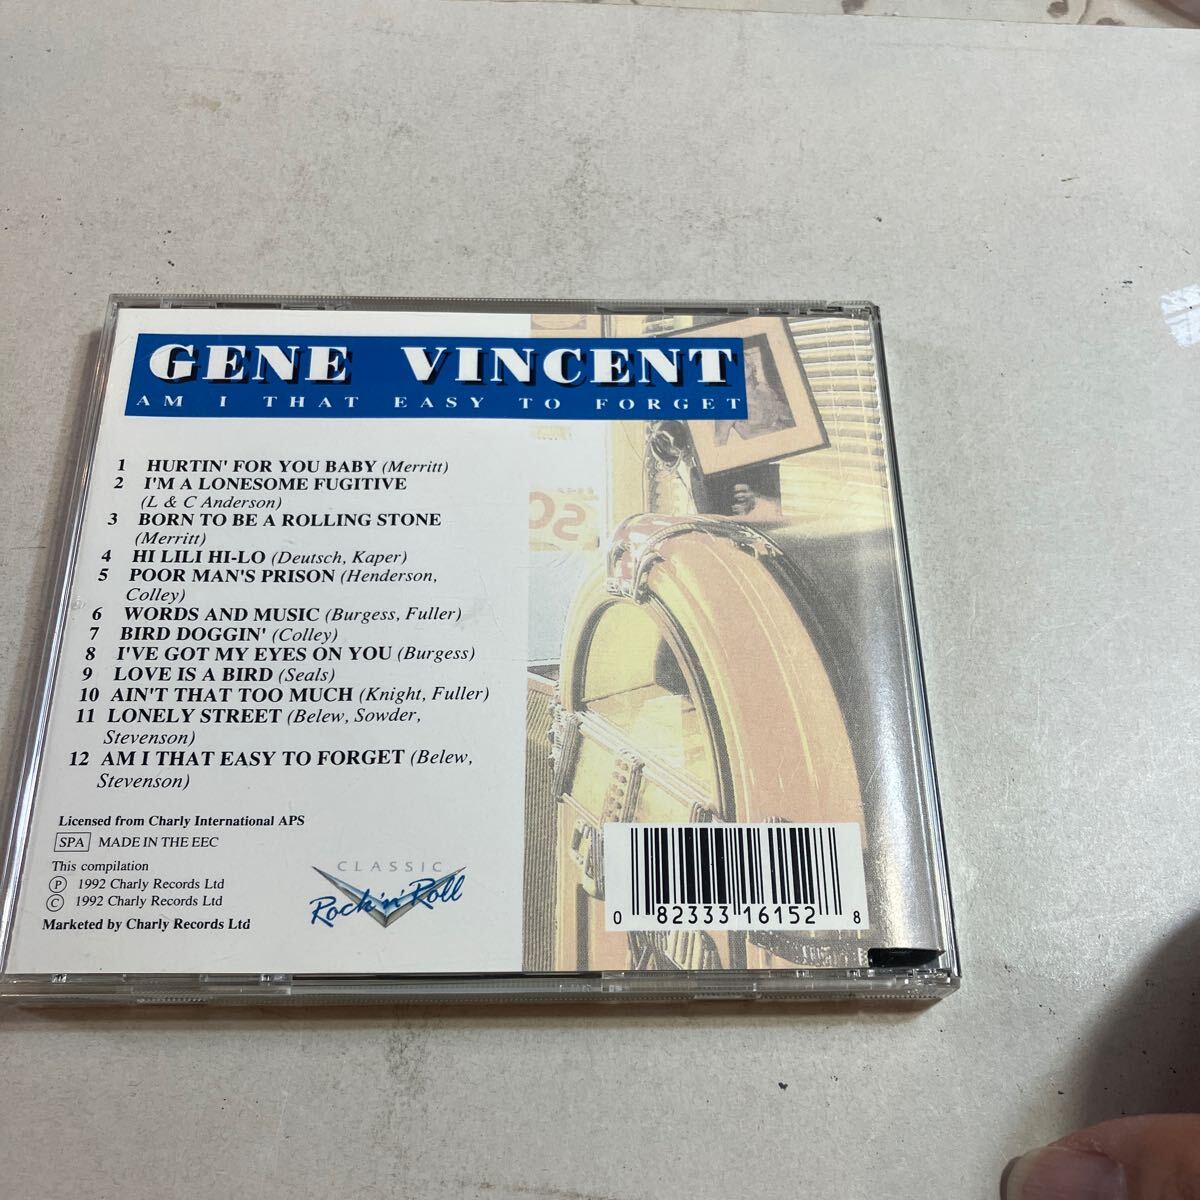 GENE VINCENT
AM I THAT EASY TO FORGET
1 HURTIN' FOR YOU BABY (Merritt)
2 I'M A LONESOME FUGITIVE
(L & C Anderson)
3 BORN TO BE A ROLLING STONE
(Merritt)
4 HI LILI HI-LO (Deutsch, Kaper)
5 POOR MAN'S PRISON (Henderson,
Colley)
6 WORDS AND MUSIC (Burgess, Fuller)
7 BIRD DOGGIN' (Colley)
8 I'VE GOT MY EYES ON YOU (Burgess)
9 LOVE IS A BIRD (Seals)
10 AIN'T THAT TOO MUCH (Knight, Fuller)
11 LONELY STREET (Belew, Sowder,
Stevenson)
12 AM I THAT EASY TO FORGET (Belew,
Stevenson)
Licensed from Charly International APS
SPA MADE IN THE EEC
This compilation
Ⓟ 1992 Charly Records Ltd
© 1992 Charly Records Ltd
Marketed by Charly Records Ltd
CLASSIC
Rock 'n' Roll
0 82333 16152 8